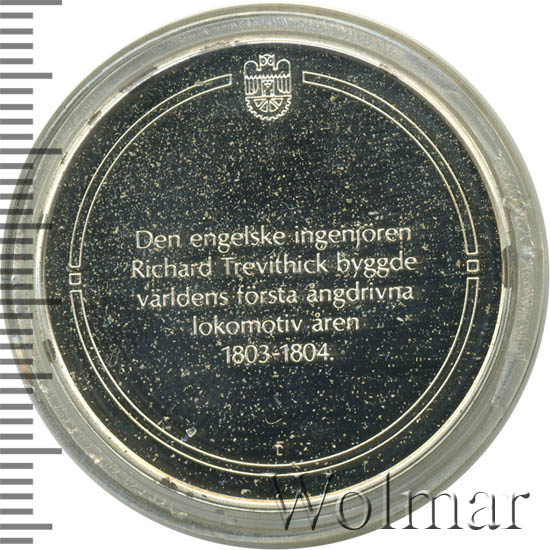 Den engelske ingenjören
Richard Trevithick byggde
världens första ångdrivna
lokomotiv åren
1803-1804.
Wolmar